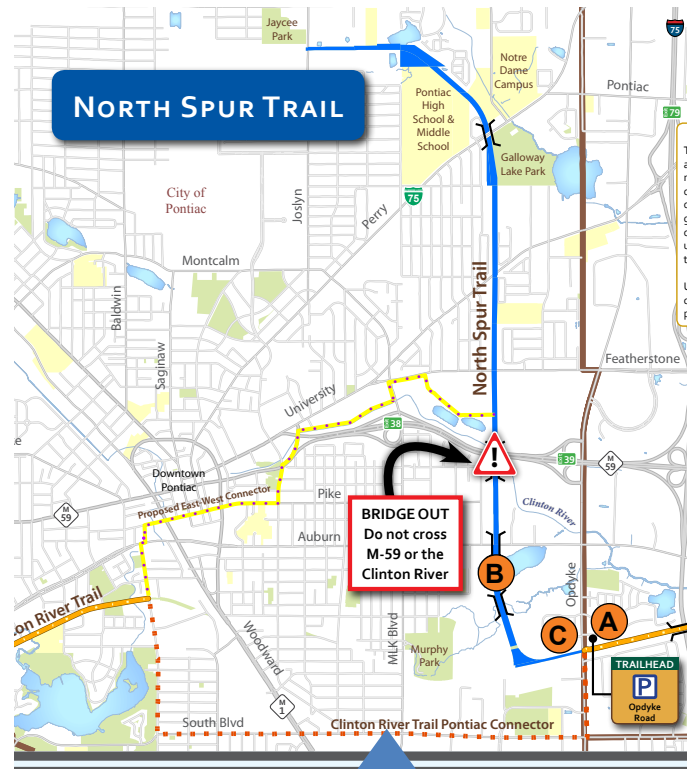 Jaycee
Park
75
NORTH SPUR TRAIL
Notre
Dame
Campus
Pontiac
Pontiac
High
School &
Middle
School
79
Galloway
Lake Park
City of
Pontiac
75
Joslyn
Perry
Montcalm
North Spur Trail
Baldwin
Saginaw
Featherstone
University
38
!
39
M
59
Downtown
Pontiac
Proposed East-West Connector
Pike
M
59
BRIDGE OUT
Do not cross
M-59 or the
Clinton River
Clinton River
Auburn
B
Opdyke
on River Trail
Woodward
MLK Blvd
Murphy
Park
C
A
TRAILHEAD
P
Opdyke
Road
M
1
South Blvd
Clinton River Trail Pontiac Connector